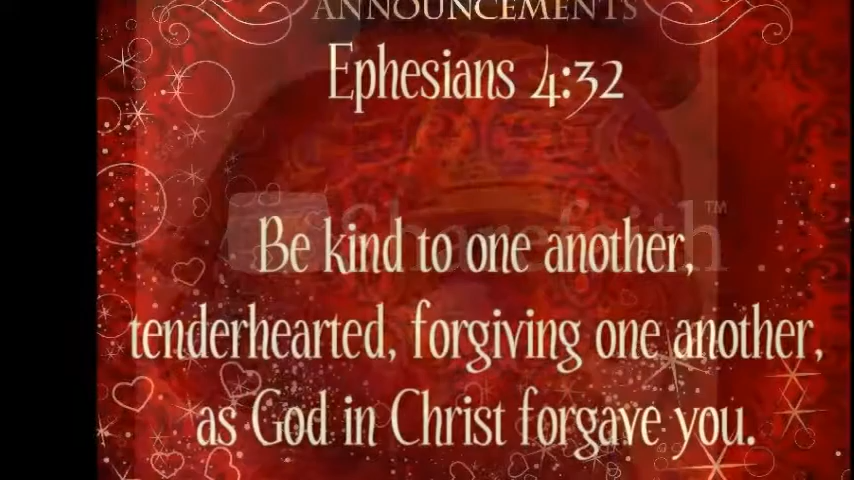 ANNOUNCEMENTS
Ephesians 4:32
Sharefaith™
Be kind to one another,
tenderhearted, forgiving one another,
as God in Christ forgave you.